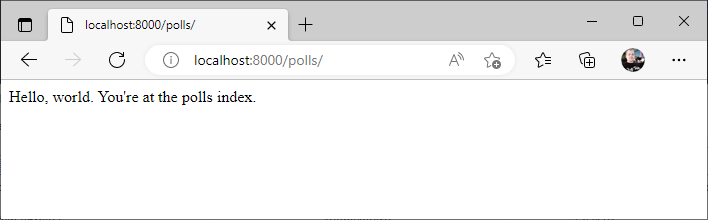 localhost:8000/polls/
localhost:8000/polls/
Hello, world. You're at the polls index.